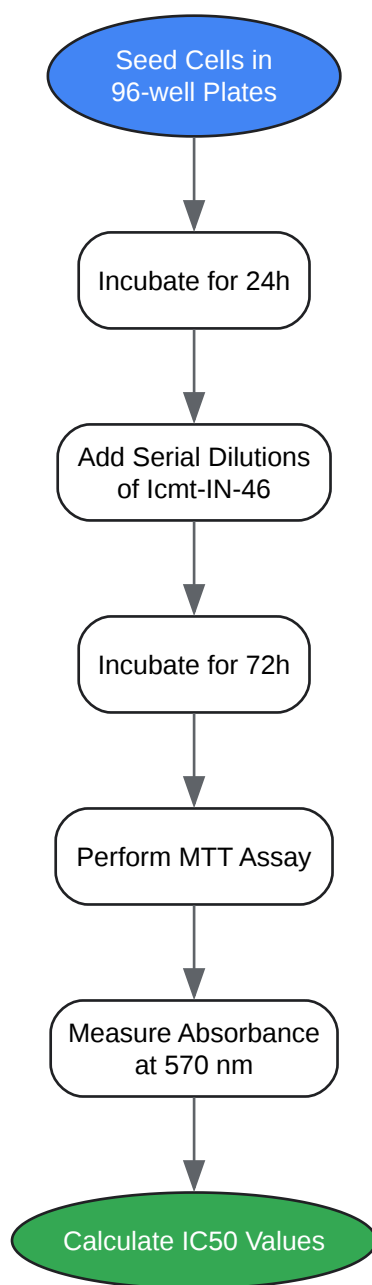 Seed Cells in
96-well Plates
Incubate for 24h
Add Serial Dilutions
of Icmt-IN-46
Incubate for 72h
Perform MTT Assay
Measure Absorbance
at 570 nm
Calculate IC50 Values